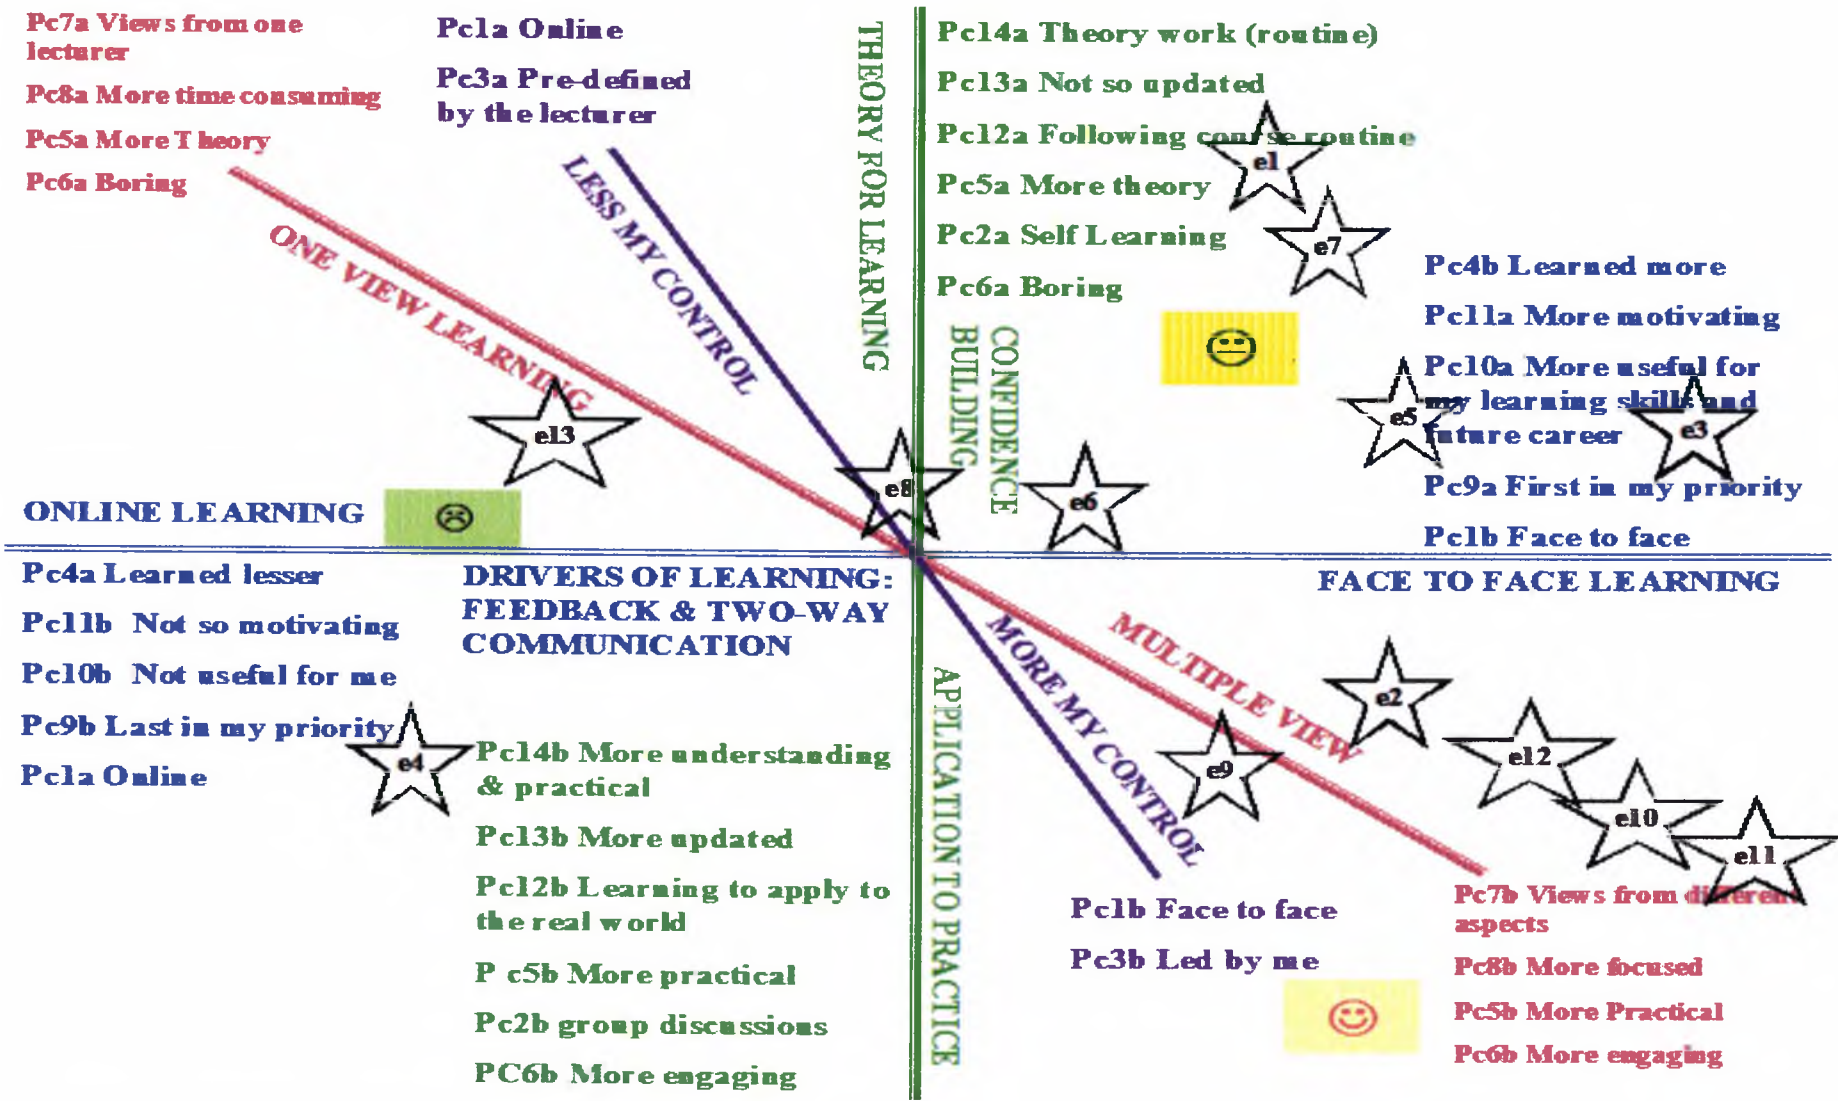 Pc7a Views from one
lecturer
Pc8a More time consuming
Pc5a More Theory
Pc6a Boring
Pc1a Online
Pc3a Pre-defined
by the lecturer
ONE VIEW LEARNING
LESS MY CONTROL
THEORY FOR LEARNING
Pc14a Theory work (routine)
Pc13a Not so updated
Pc12a Following course routine
Pc5a More theory
Pc2a Self Learning
Pc6a Boring
e1
e7
CONFIDENCE
BUILDING
Pc4b Learned more
Pc11a More motivating
Pc10a More useful for
my learning skills and
future career
Pc9a First in my priority
Pc1b Face to face
e5
e3
e13
e8
e6
ONLINE LEARNING
Pc4a Learned lesser
Pc11b Not so motivating
Pc10b Not useful for me
Pc9b Last in my priority
Pc1a Online
e4
DRIVERS OF LEARNING:
FEEDBACK & TWO-WAY
COMMUNICATION
FACE TO FACE LEARNING
Pc14b More understanding
& practical
Pc13b More updated
Pc12b Learning to apply to
the real world
P c5b More practical
Pc2b group discussions
PC6b More engaging
APPLICATION TO PRACTICE
MORE MY CONTROL
MULTIPLE VIEW
e2
e9
e12
e10
e11
Pc1b Face to face
Pc3b Led by me
Pc7b Views from different
aspects
Pc8b More focused
Pc5b More Practical
Pc6b More engaging